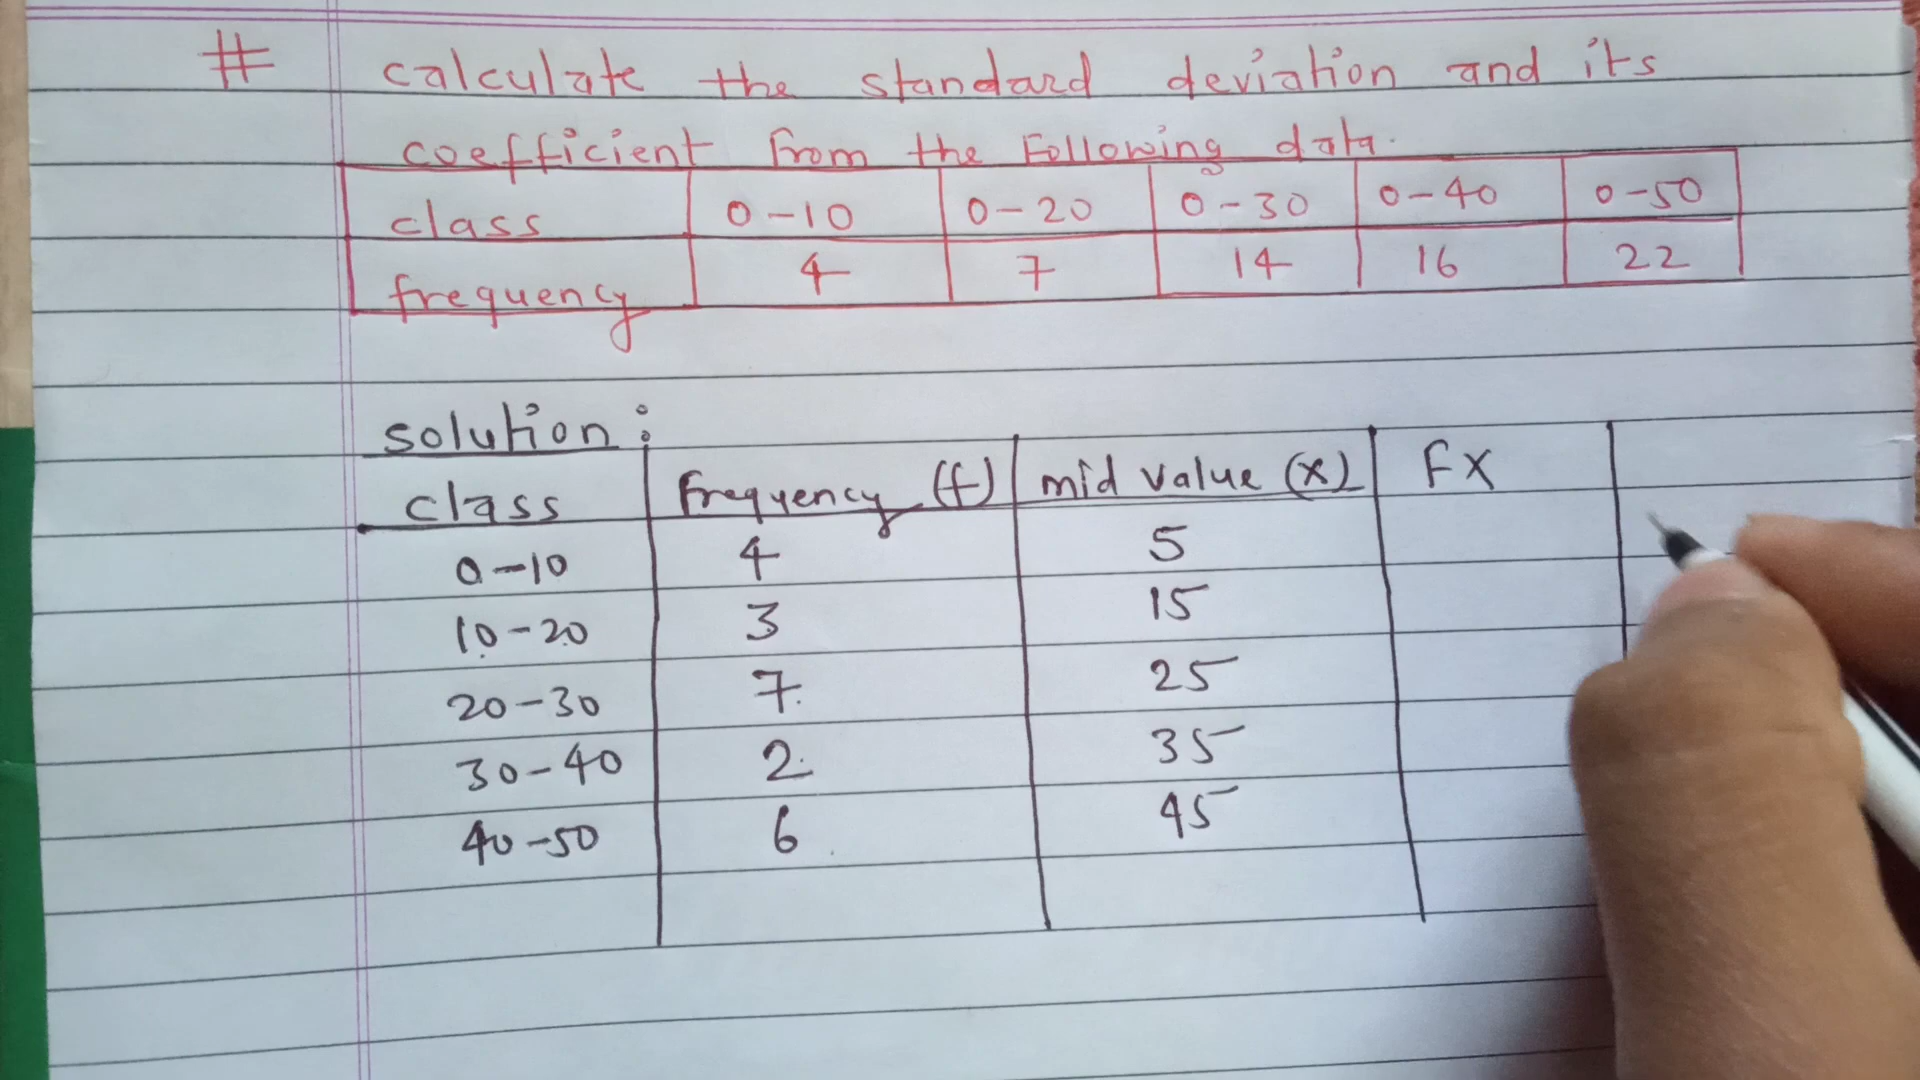 # calculate the standard deviation and its
coefficient from the Following data.
class 0-10 0-20 0-30 0-40 0-50
frequency 4 7 14 16 22
solution:
class frequency (f) mid value (x) FX
0-10 4 5
10-20 3 15
20-30 7 25
30-40 2 35
40-50 6 45